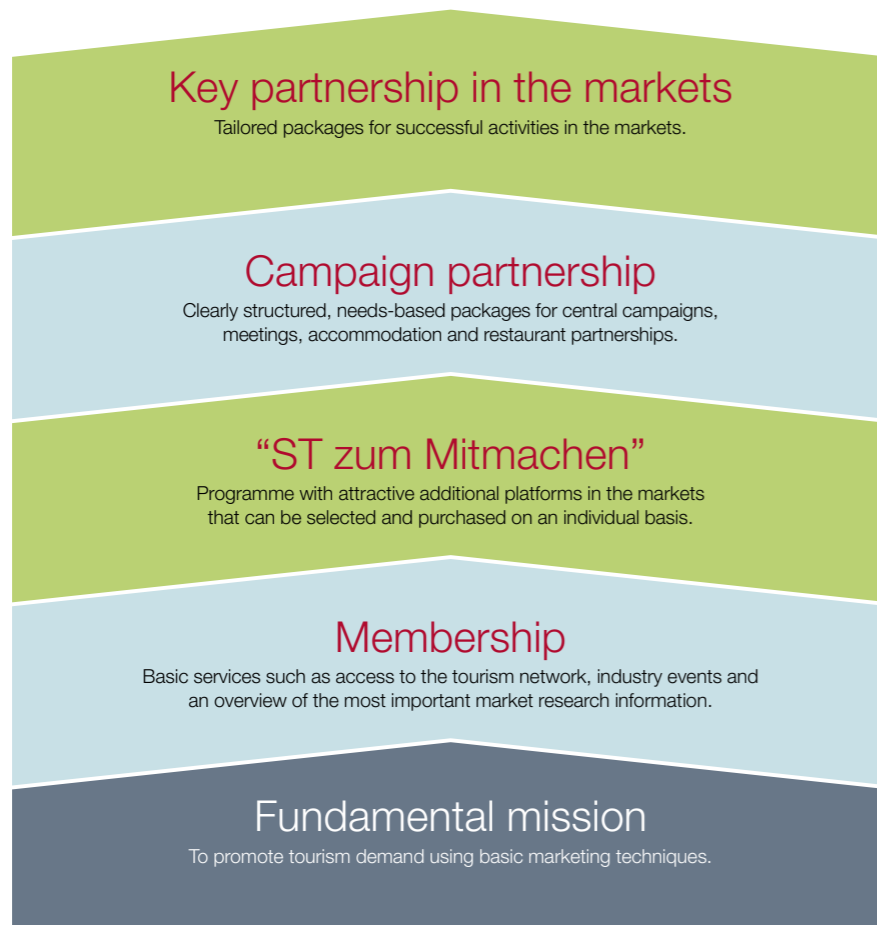 Key partnership in the markets
Tailored packages for successful activities in the markets.
Campaign partnership
Clearly structured, needs-based packages for central campaigns,
meetings, accommodation and restaurant partnerships.
“ST zum Mitmachen”
Programme with attractive additional platforms in the markets
that can be selected and purchased on an individual basis.
Membership
Basic services such as access to the tourism network, industry events and
an overview of the most important market research information.
Fundamental mission
To promote tourism demand using basic marketing techniques.